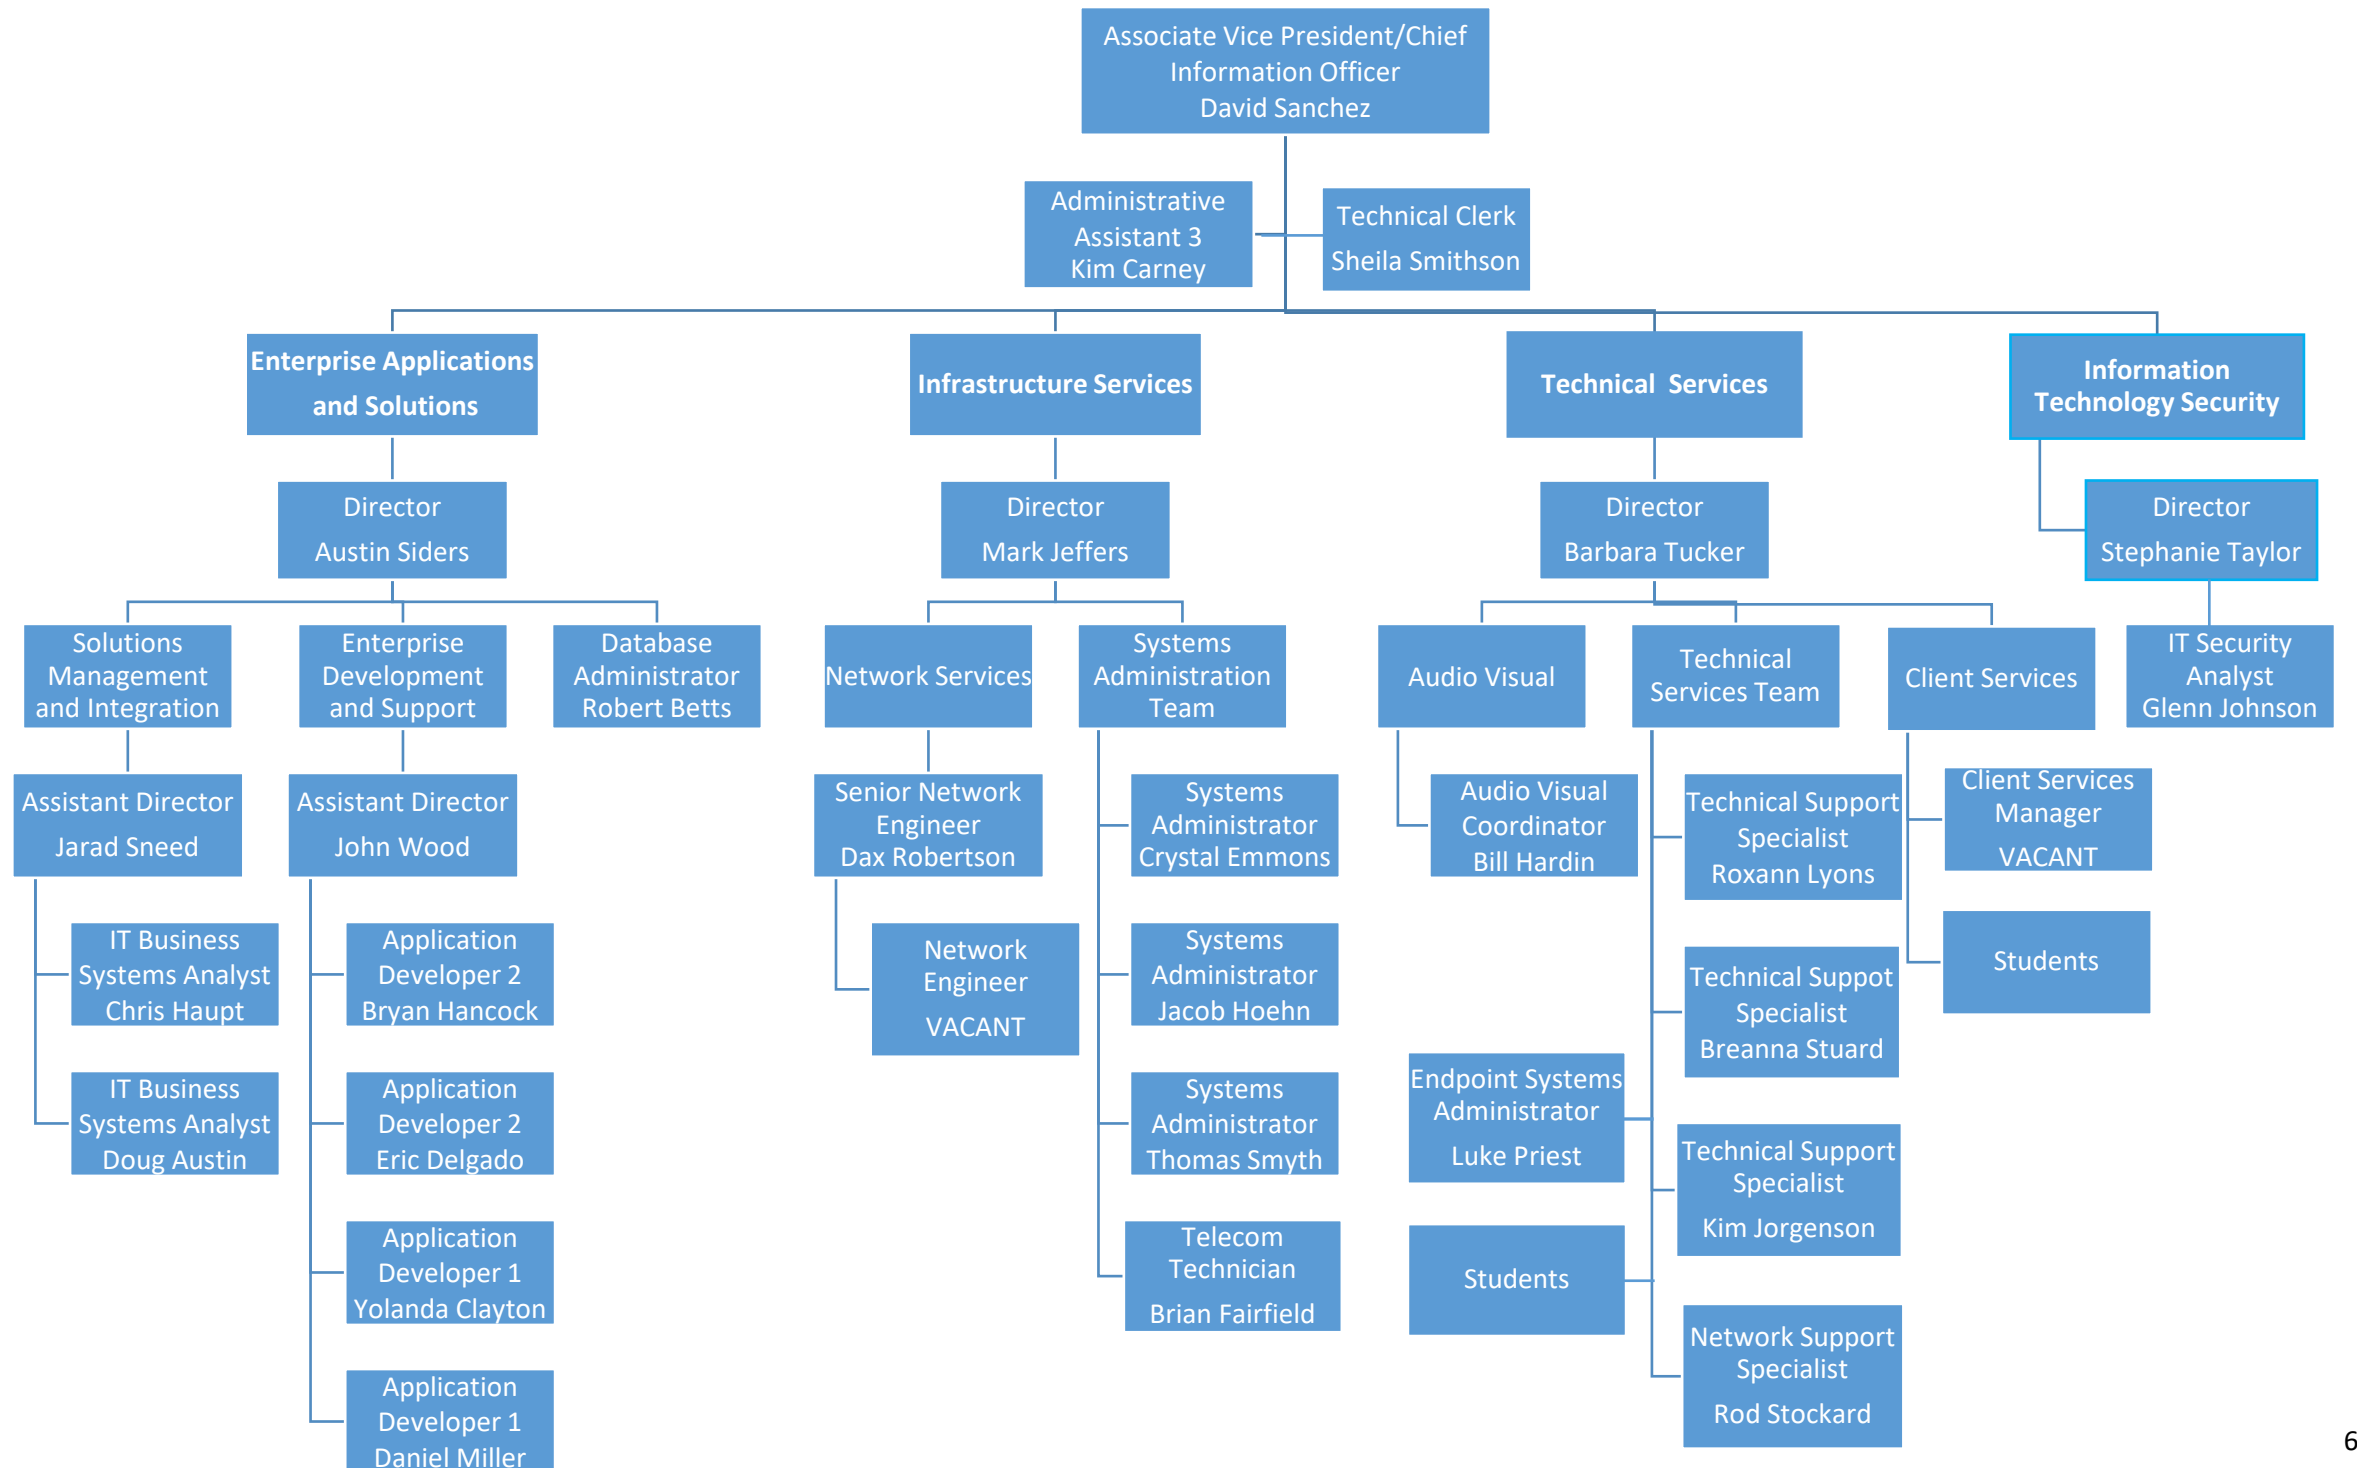 Associate Vice President/Chief
Information Officer
David Sanchez
Administrative
Assistant 3
Kim Carney
Technical Clerk
Sheila Smithson
Enterprise Applications
and Solutions
Infrastructure Services
Technical Services
Information
Technology Security
Director
Austin Siders
Director
Mark Jeffers
Director
Barbara Tucker
Director
Stephanie Taylor
Solutions
Management
and Integration
Enterprise
Development
and Support
Database
Administrator
Robert Betts
Network Services
Systems
Administration
Team
Audio Visual
Technical
Services Team
Client Services
IT Security
Analyst
Glenn Johnson
Assistant Director
Jarad Sneed
Assistant Director
John Wood
Senior Network
Engineer
Dax Robertson
Systems
Administrator
Crystal Emmons
Audio Visual
Coordinator
Bill Hardin
Technical Support
Specialist
Roxann Lyons
Client Services
Manager
VACANT
IT Business
Systems Analyst
Chris Haupt
Application
Developer 2
Bryan Hancock
Network
Engineer
VACANT
Systems
Administrator
Jacob Hoehn
Technical Suppot
Specialist
Breanna Stuard
Students
IT Business
Systems Analyst
Doug Austin
Application
Developer 2
Eric Delgado
Systems
Administrator
Thomas Smyth
Endpoint Systems
Administrator
Luke Priest
Technical Support
Specialist
Kim Jorgenson
Application
Developer 1
Yolanda Clayton
Telecom
Technician
Brian Fairfield
Students
Network Support
Specialist
Rod Stockard
Application
Developer 1
Daniel Miller
6